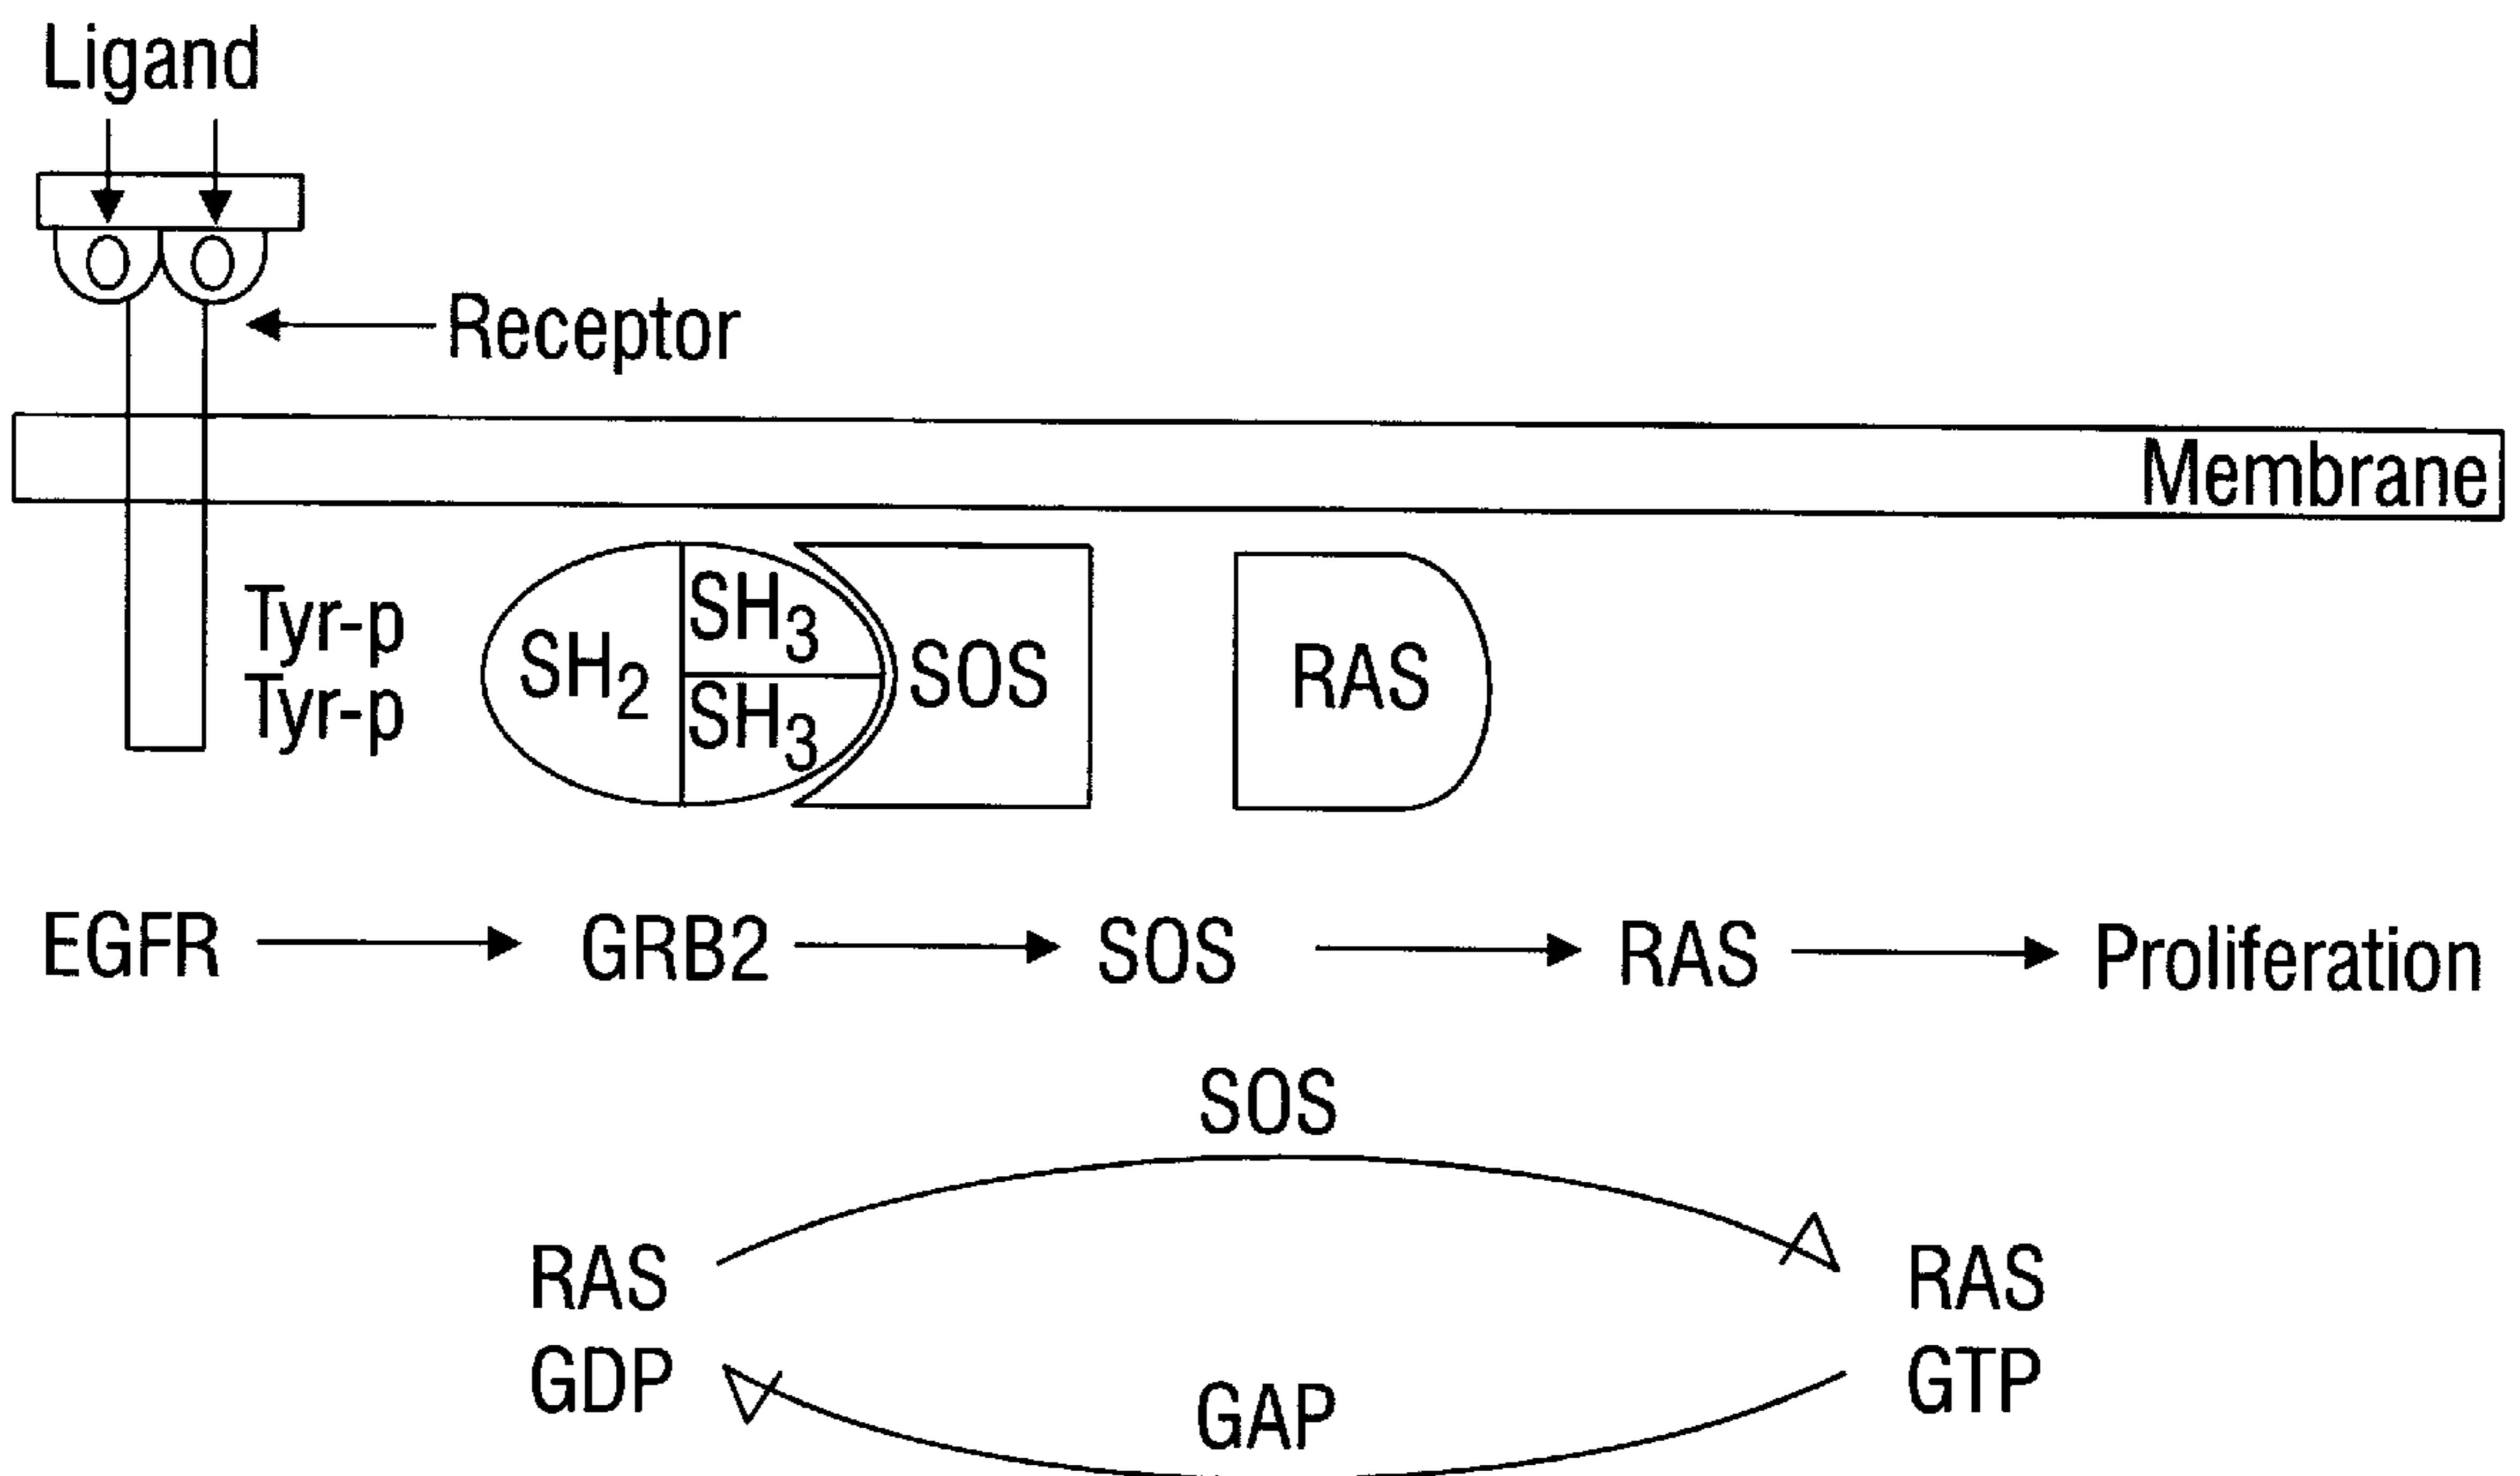 Ligand
Receptor
Membrane
Tyr-p
Tyr-p
SH2
SH3
SH3
SOS
RAS
EGFR GRB2 SOS RAS Proliferation
SOS
RAS RAS
GDP GTP
GAP